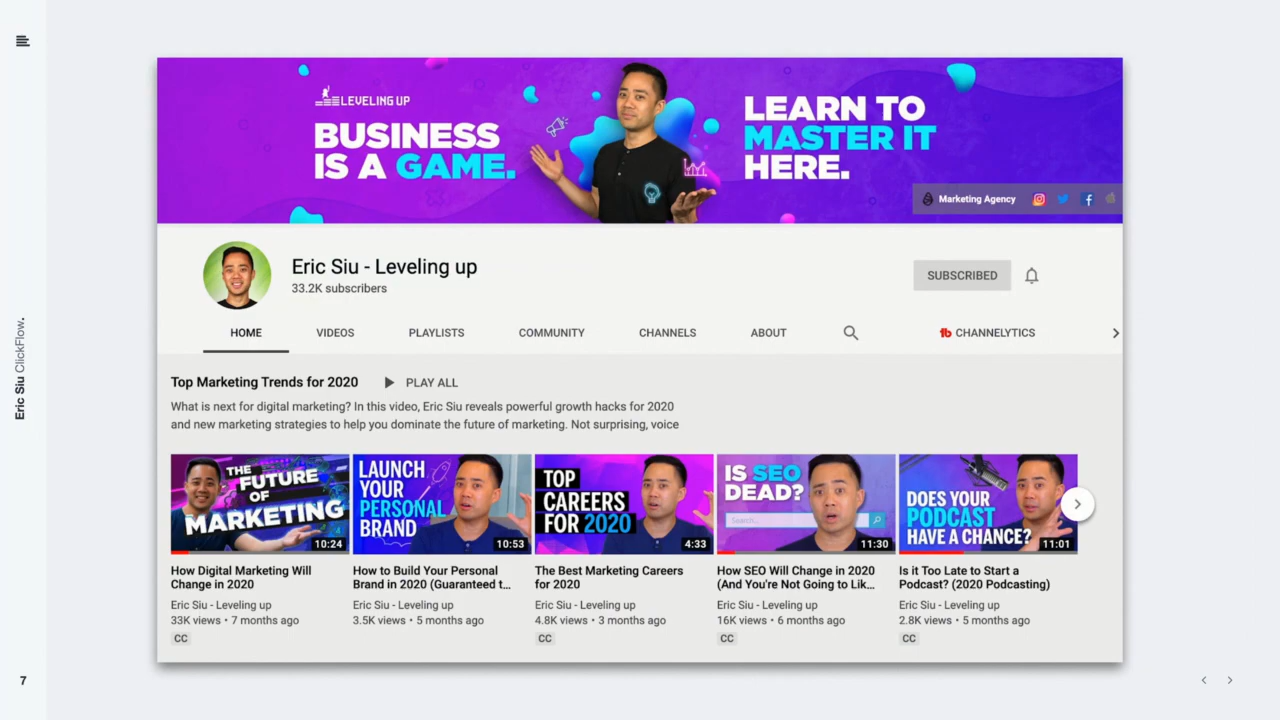 LEVELING UP
BUSINESS
IS A GAME.
LEARN TO
MASTER IT
HERE.
Marketing Agency
Eric Siu - Leveling up
33.2K subscribers
SUBSCRIBED
HOME VIDEOS PLAYLISTS COMMUNITY CHANNELS ABOUT CHANNELYTICS
Top Marketing Trends for 2020 PLAY ALL
What is next for digital marketing? In this video, Eric Siu reveals powerful growth hacks for 2020
and new marketing strategies to help you dominate the future of marketing. Not surprising, voice
THE
FUTURE
OF
MARKETING
10:24
How Digital Marketing Will
Change in 2020
Eric Siu - Leveling up
33K views • 7 months ago
CC
LAUNCH
YOUR
PERSONAL
BRAND
10:53
How to Build Your Personal
Brand in 2020 (Guaranteed t...
Eric Siu - Leveling up
3.5K views • 5 months ago
TOP
CAREERS
FOR 2020
4:33
The Best Marketing Careers
for 2020
Eric Siu - Leveling up
4.8K views • 3 months ago
CC
IS SEO
DEAD?
Search...
11:30
How SEO Will Change in 2020
(And You're Not Going to Lik...
Eric Siu - Leveling up
16K views • 6 months ago
CC
DOES YOUR
PODCAST
HAVE A CHANCE?
11:01
Is it Too Late to Start a
Podcast? (2020 Podcasting)
Eric Siu - Leveling up
2.8K views • 5 months ago
CC
Eric Siu ClickFlow.
7